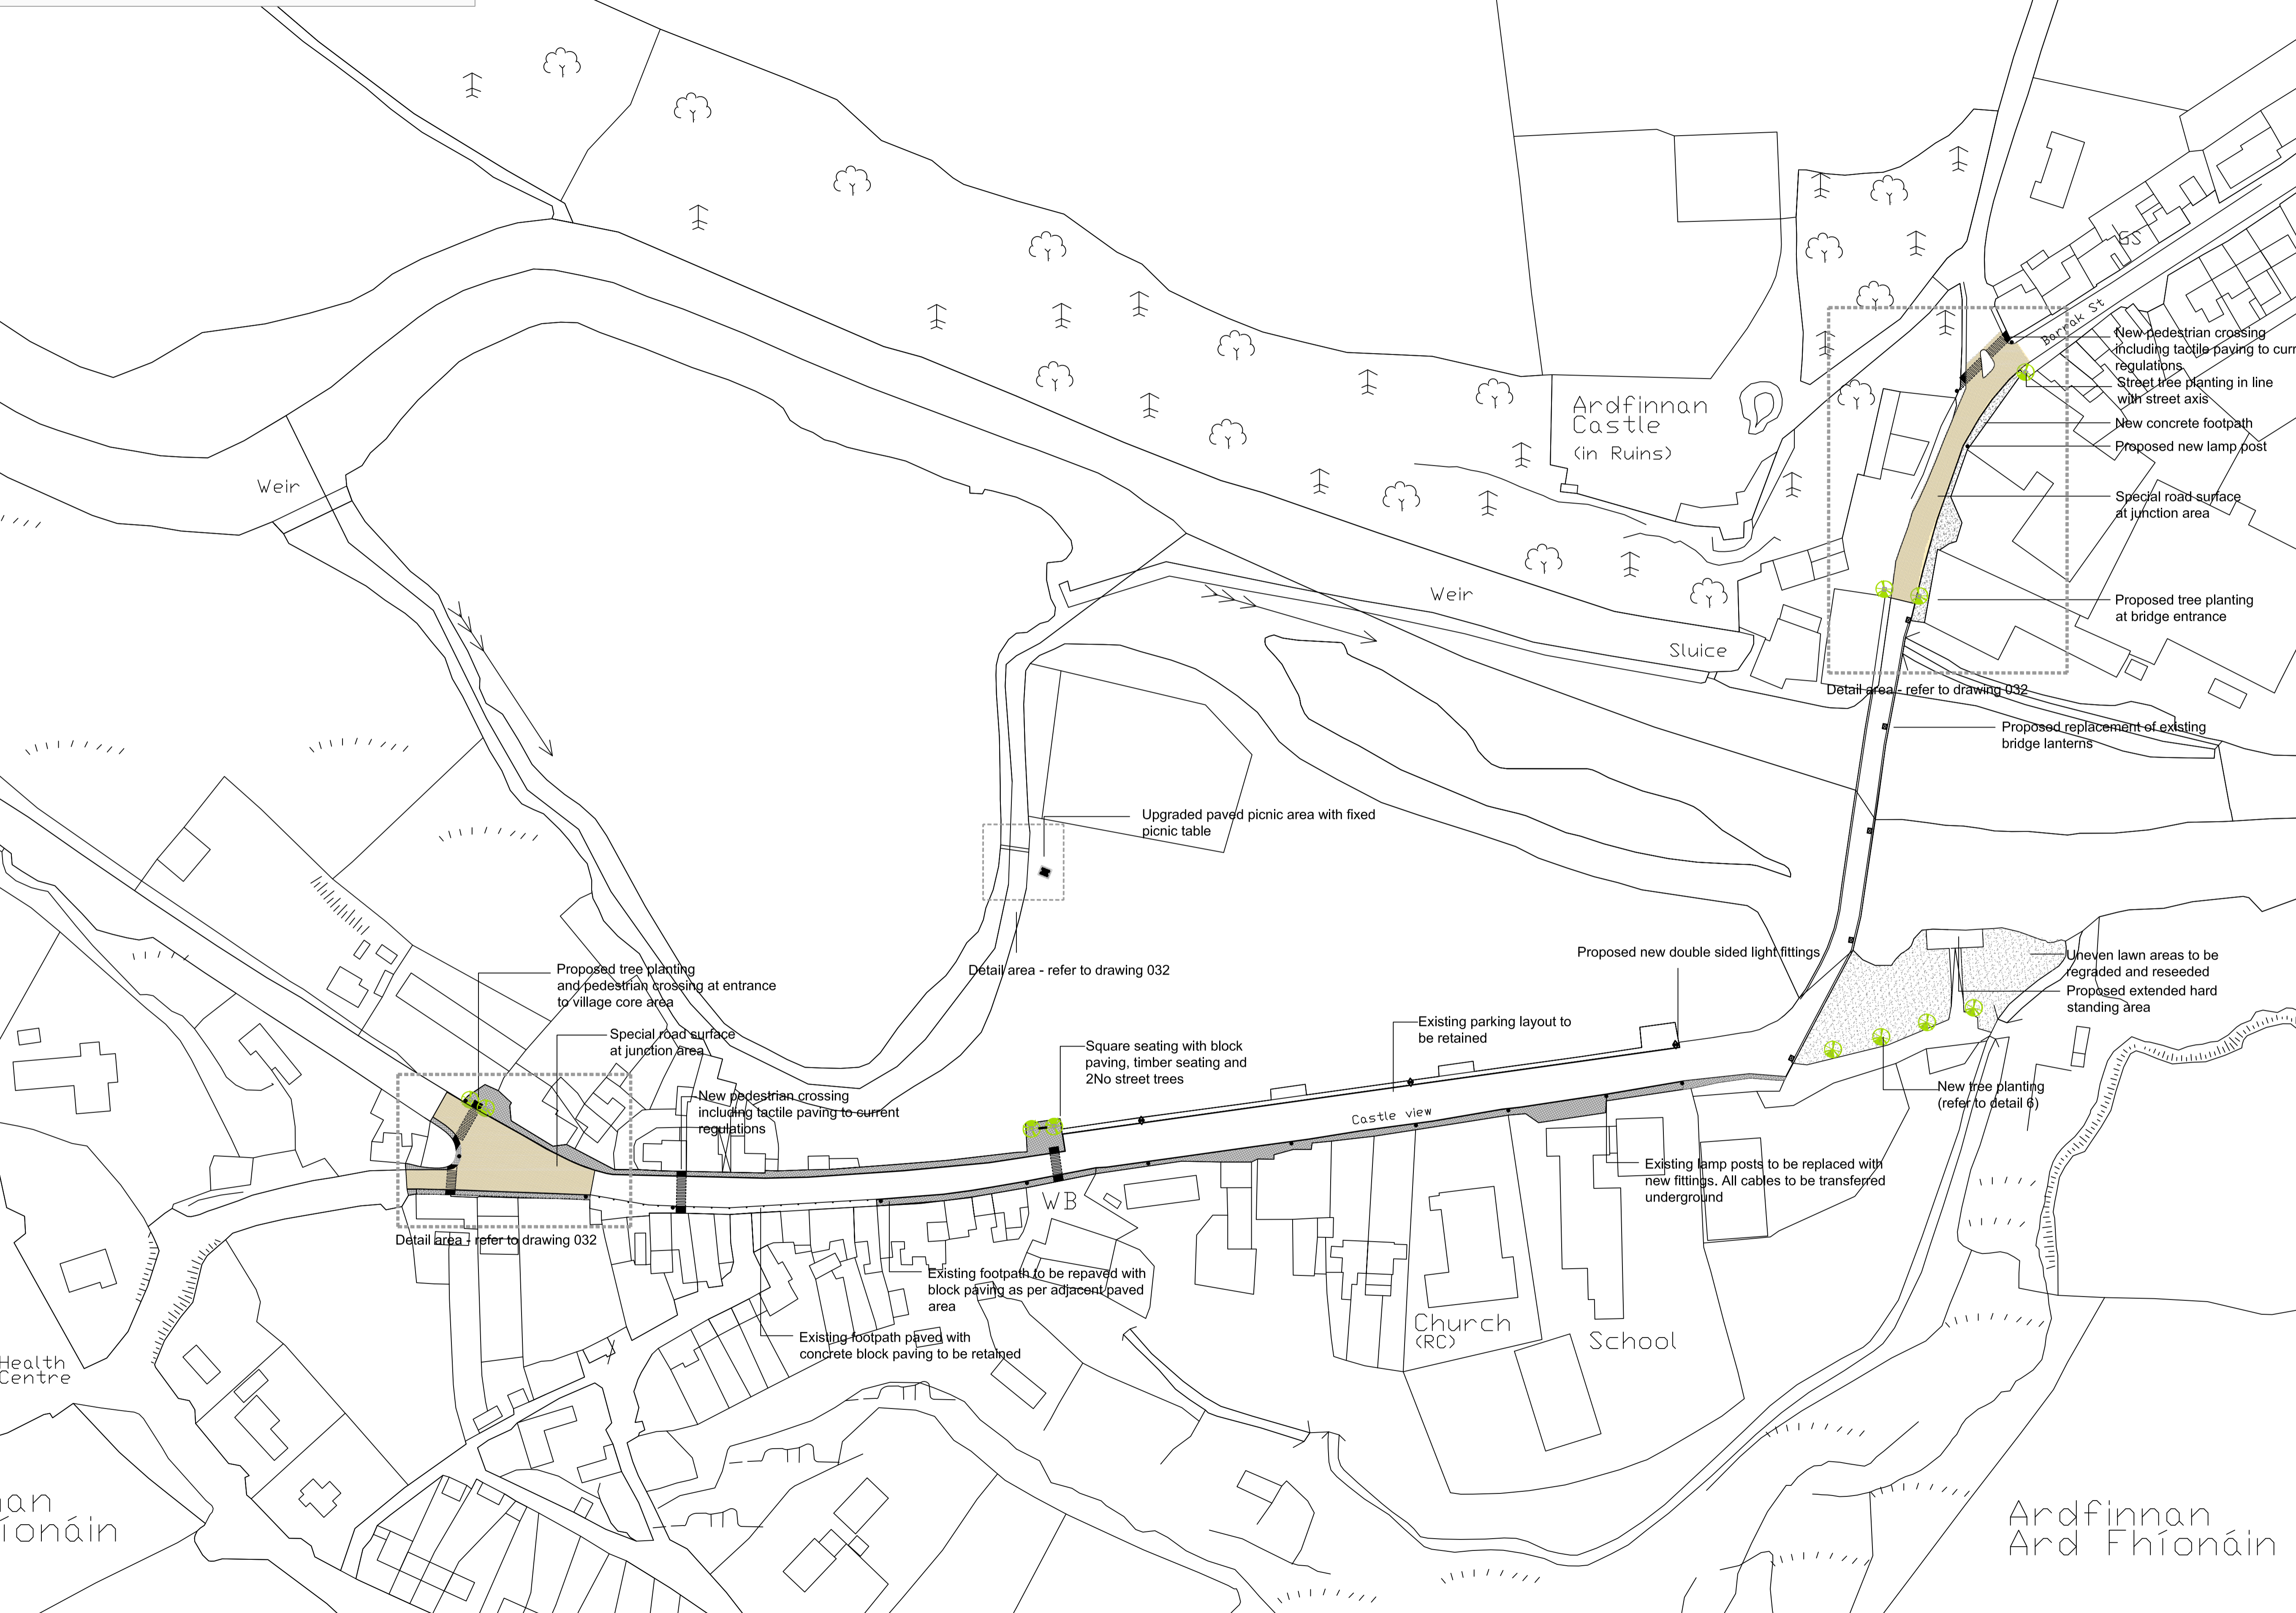 GS
Barrak St
New pedestrian crossing
including tactile paving to curr
regulations
Street tree planting in line
with street axis
New concrete footpath
Proposed new lamp post
Ardfinnan
Castle
(in Ruins)
Weir
Special road surface
at junction area
Weir
Sluice
Proposed tree planting
at bridge entrance
Detail area - refer to drawing 032
Proposed replacement of existing
bridge lanterns
Upgraded paved picnic area with fixed
picnic table
Detail area - refer to drawing 032
Proposed new double sided light fittings
Uneven lawn areas to be
regraded and reseeded
Proposed extended hard
standing area
Proposed tree planting
and pedestrian crossing at entrance
to village core area
Special road surface
at junction area
Existing parking layout to
be retained
Square seating with block
paving, timber seating and
2No street trees
New tree planting
(refer to detail 6)
New pedestrian crossing
including tactile paving to current
regulations
Castle view
Existing lamp posts to be replaced with
new fittings. All cables to be transferred
underground
WB
Detail area - refer to drawing 032
Existing footpath to be repaved with
block paving as per adjacent paved
area
Existing footpath paved with
concrete block paving to be retained
Church
(RC)
School
Health
Centre
an
íonáin
Ardfinnan
Ard Fhíonáin